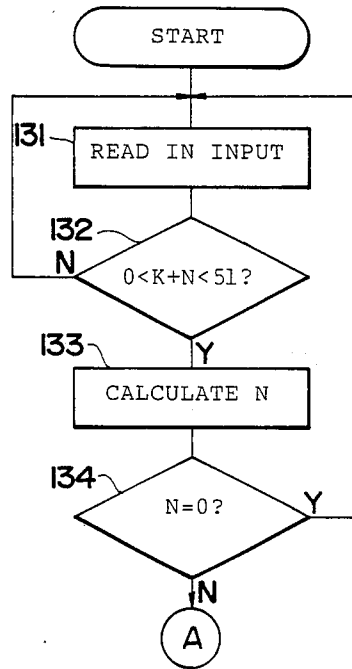 START
131
READ IN INPUT
132
N
0<K+N<51?
Y
133
CALCULATE N
134
N=0?
Y
N
A